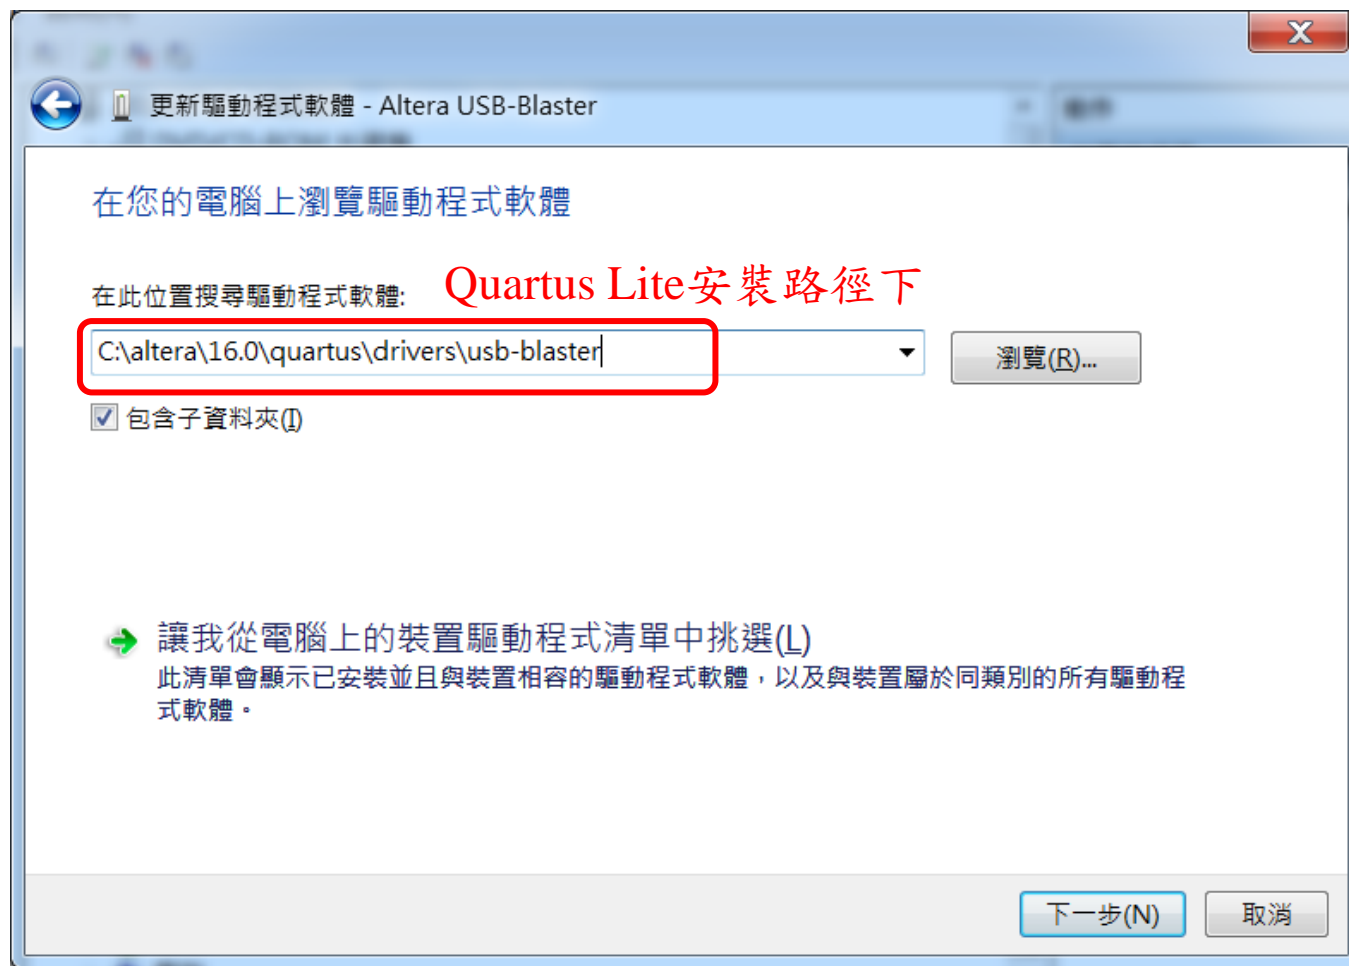 更新驅動程式軟體 - Altera USB-Blaster
在您的電腦上瀏覽驅動程式軟體
Quartus Lite安裝路徑下
在此位置搜尋驅動程式軟體:
C:\altera\16.0\quartus\drivers\usb-blaster
瀏覽(R)...
包含子資料夾(I)
讓我從電腦上的裝置驅動程式清單中挑選(L)
此清單會顯示已安裝並且與裝置相容的驅動程式軟體，以及與裝置屬於同類別的所有驅動程
式軟體。
下一步(N)
取消